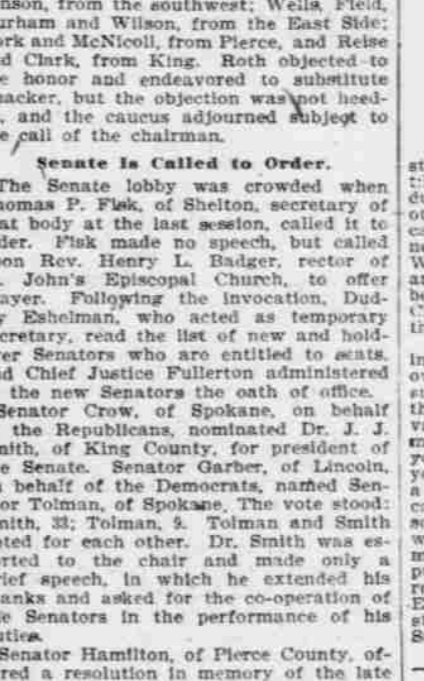 nson, from the southwest; Wells, Field,
urham and Wilson, from the East Side;
ork and McNicoll, from Pierce, and Reise
d Clark, from King. Roth objected to
e honor and endeavored to substitute
acker, but the objection was not heed-
, and the caucus adjourned subject to
e call of the chairman.
Senate Is Called to Order.
The Senate lobby was crowded when
homas P. Fisk, of Shelton, secretary of
at body at the last session, called it to
der. Fisk made no speech, but called
on Rev. Henry L. Badger, rector of
. John's Episcopal Church, to offer
ayer. Following the invocation, Dud-
y Eshelman, who acted as temporary
cretary, read the list of new and hold-
er Senators who are entitled to seats,
d Chief Justice Fullerton administered
the new Senators the oath of office.
Senator Crow, of Spokane, on behalf
the Republicans, nominated Dr. J. J.
mith, of King County, for president of
e Senate. Senator Garber, of Lincoln,
behalf of the Democrats, named Sen-
or Tolman, of Spokane. The vote stood:
mith, 33; Tolman, 9. Tolman and Smith
ted for each other. Dr. Smith was es-
rted to the chair and made only a
rief speech, in which he extended his
anks and asked for the co-operation of
e Senators in the performance of his
uties.
Senator Hamilton, of Pierce County, of-
red a resolution in memory of the late